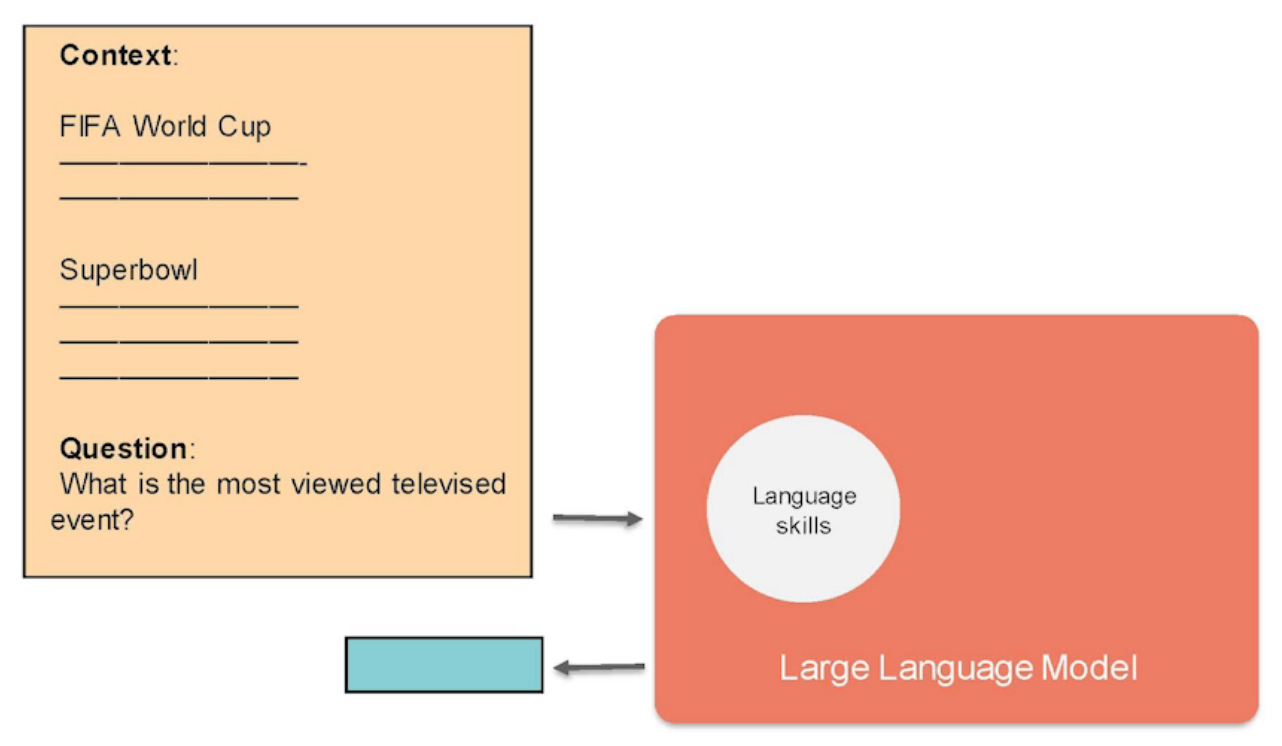 Context:
FIFA World Cup
Superbowl
Question:
What is the most viewed televised
event?
Language
skills
Large Language Model